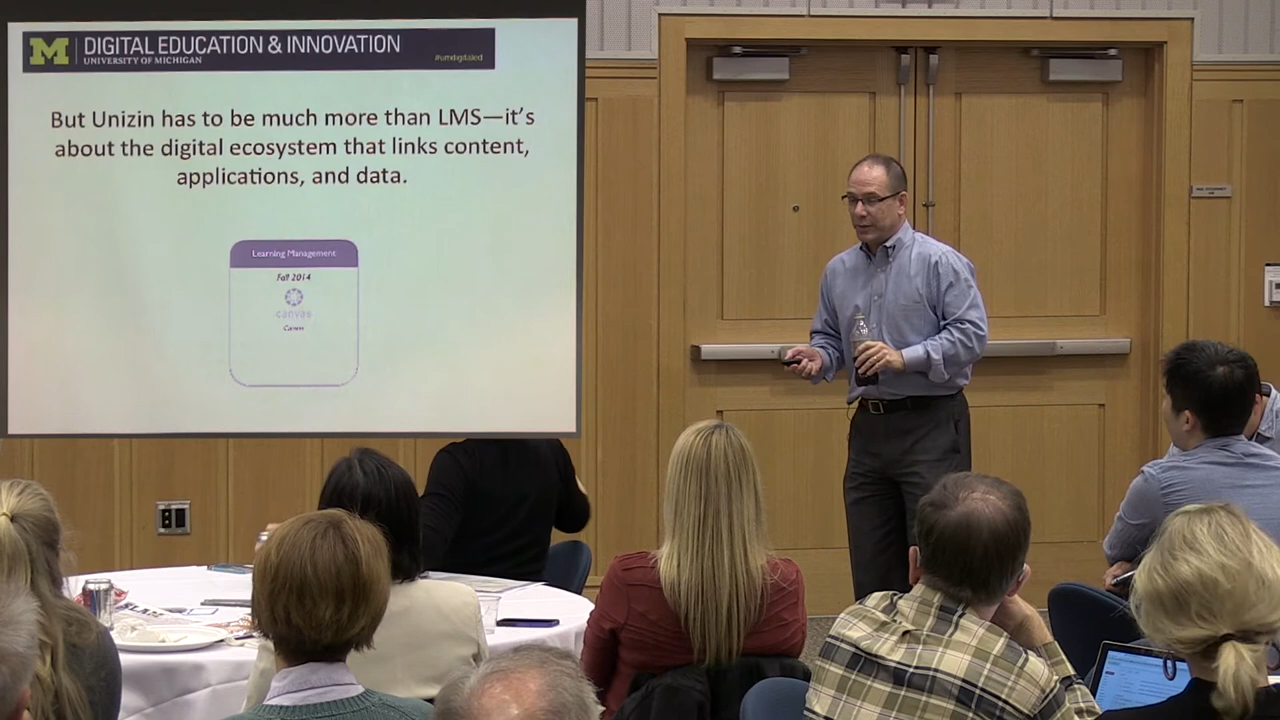 M DIGITAL EDUCATION & INNOVATION
UNIVERSITY OF MICHIGAN
#umdigitaled
But Unizin has to be much more than LMS—it's
about the digital ecosystem that links content,
applications, and data.
Learning Management
Fall 2014
canvas